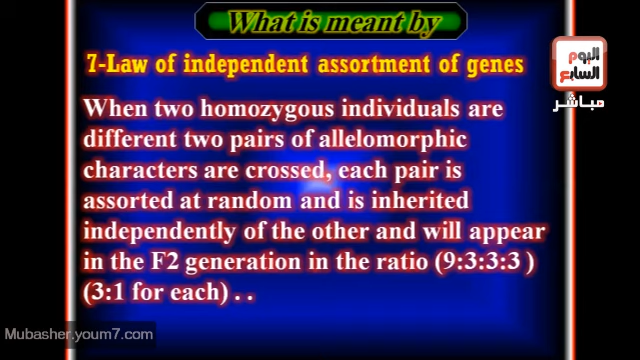 What is meant by
7-Law of independent assortment of genes
اليوم
السابع
مباشر
When two homozygous individuals are
different two pairs of allelomorphic
characters are crossed, each pair is
assorted at random and is inherited
independently of the other and will appear
in the F2 generation in the ratio (9:3:3:3 )
(3:1 for each) . .
Mubasher.youm7.com